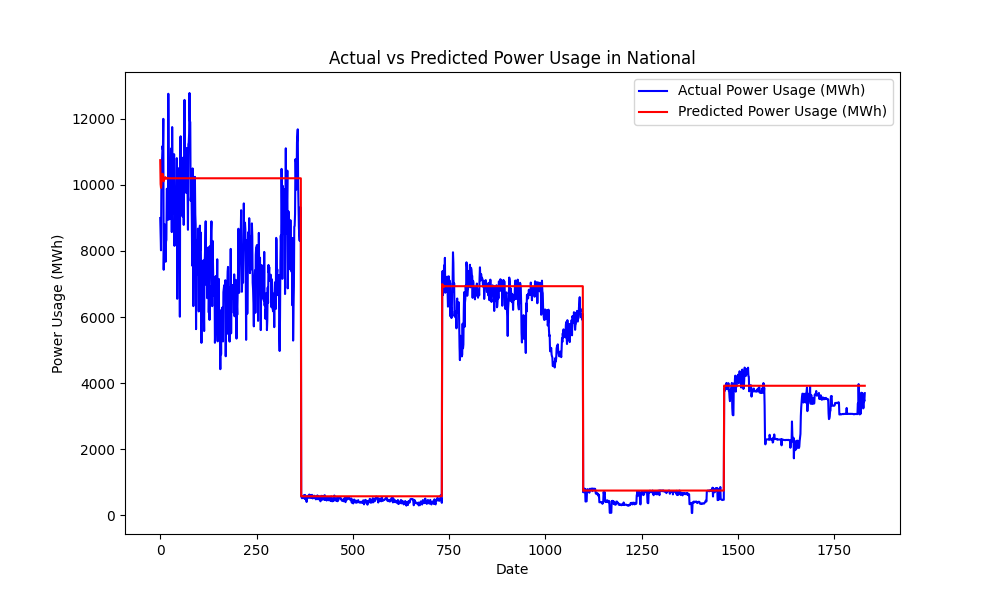 Actual vs Predicted Power Usage in National
Actual Power Usage (MWh)
Predicted Power Usage (MWh)
Power Usage (MWh)
12000
10000
8000
6000
4000
2000
0
0 250 500 750 1000 1250 1500 1750
Date